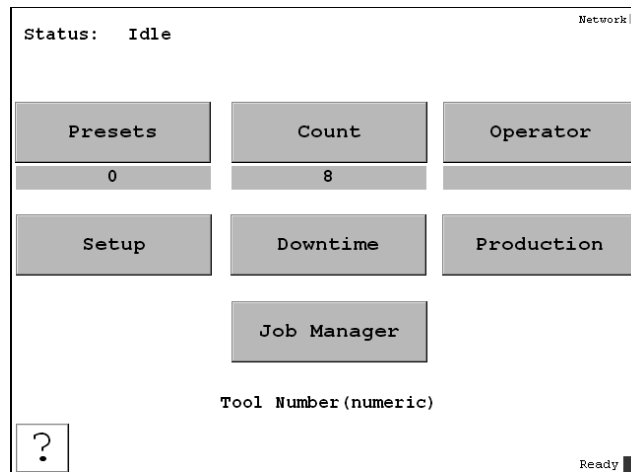 Network
Status: Idle
Presets Count Operator
0 8
Setup Downtime Production
Job Manager
Tool Number(numeric)
?
Ready